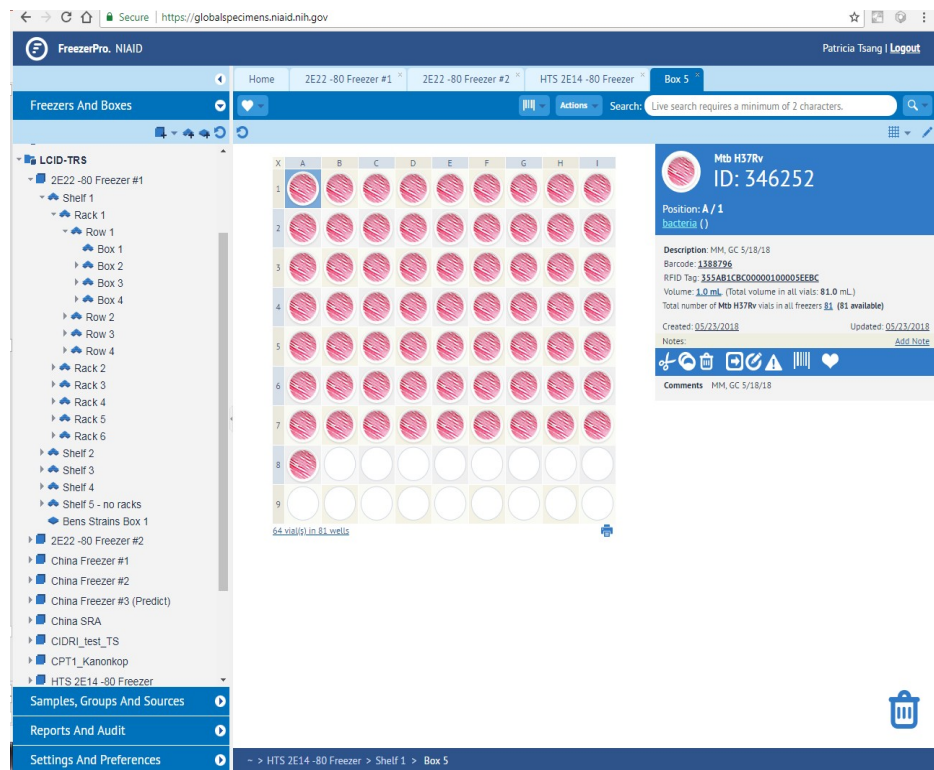 Secure | https://globalspecimens.niaid.nih.gov
FreezerPro. NIAID
Patricia Tsang | Logout
Home
2E22 -80 Freezer #1 ×
2E22 -80 Freezer #2 ×
HTS 2E14 -80 Freezer ×
Box 5 ×
Freezers And Boxes
Actions
Search:
Live search requires a minimum of 2 characters.
LCID-TRS
2E22 -80 Freezer #1
Shelf 1
Rack 1
Row 1
Box 1
Box 2
Box 3
Box 4
Row 2
Row 3
Row 4
Rack 2
Rack 3
Rack 4
Rack 5
Rack 6
Shelf 2
Shelf 3
Shelf 4
Shelf 5 - no racks
Bens Strains Box 1
2E22 -80 Freezer #2
China Freezer #1
China Freezer #2
China Freezer #3 (Predict)
China SRA
CIDRI_test_TS
CPT1_Kanonkop
HTS 2E14 -80 Freezer
Samples, Groups And Sources
Reports And Audit
Settings And Preferences
X A B C D E F G H I
1
2
3
4
5
6
7
8
9
64 vial(s) in 81 wells
Mtb H37Rv
ID: 346252
Position: A / 1
bacteria ( )
Description: MM, GC 5/18/18
Barcode: 1388796
RFID Tag: 355AB1CBC00000100005EEBC
Volume: 1.0 mL (Total volume in all vials: 81.0 mL.)
Total number of Mtb H37Rv vials in all freezers 81 (81 available)
Created: 05/23/2018 Updated: 05/23/2018
Notes: Add Note
Comments MM, GC 5/18/18
~ > HTS 2E14 -80 Freezer > Shelf 1 > Box 5